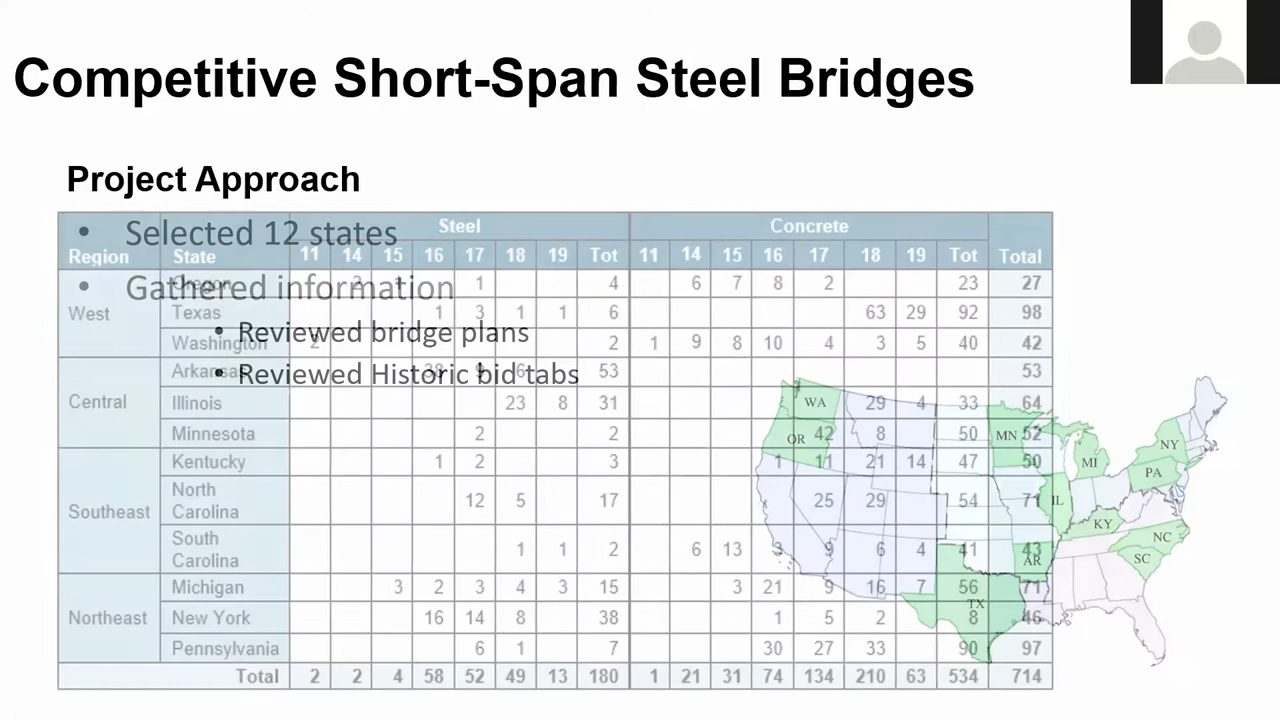 Competitive Short-Span Steel Bridges
Project Approach
• Selected 12 states
• Gathered information
• Reviewed bridge plans
• Reviewed Historic bid tabs
Region State Steel Concrete Total
11 14 15 16 17 18 19 Tot 11 14 15 16 17 18 19 Tot
West
Oregon 2 1 1 4 6 7 8 2 23 27
Texas 1 3 1 1 6 63 29 92 98
Washington 2 2 1 9 8 10 4 3 5 40 42
Central
Arkansas 38 9 6 53 53
Illinois 23 8 31 29 4 33 64
Minnesota 2 2 42 8 50 52
Southeast
Kentucky 1 2 3 1 11 21 14 47 50
North Carolina 12 5 17 25 29 54 71
South Carolina 1 1 2 6 13 3 9 6 4 41 43
Northeast
Michigan 3 2 3 4 3 15 3 21 9 16 7 56 71
New York 16 14 8 38 1 5 2 8 46
Pennsylvania 6 1 7 30 27 33 90 97
Total 2 2 4 58 52 49 13 180 1 21 31 74 134 210 63 534 714
WA
OR
MN
MI
NY
PA
IL
KY
NC
SC
AR
TX